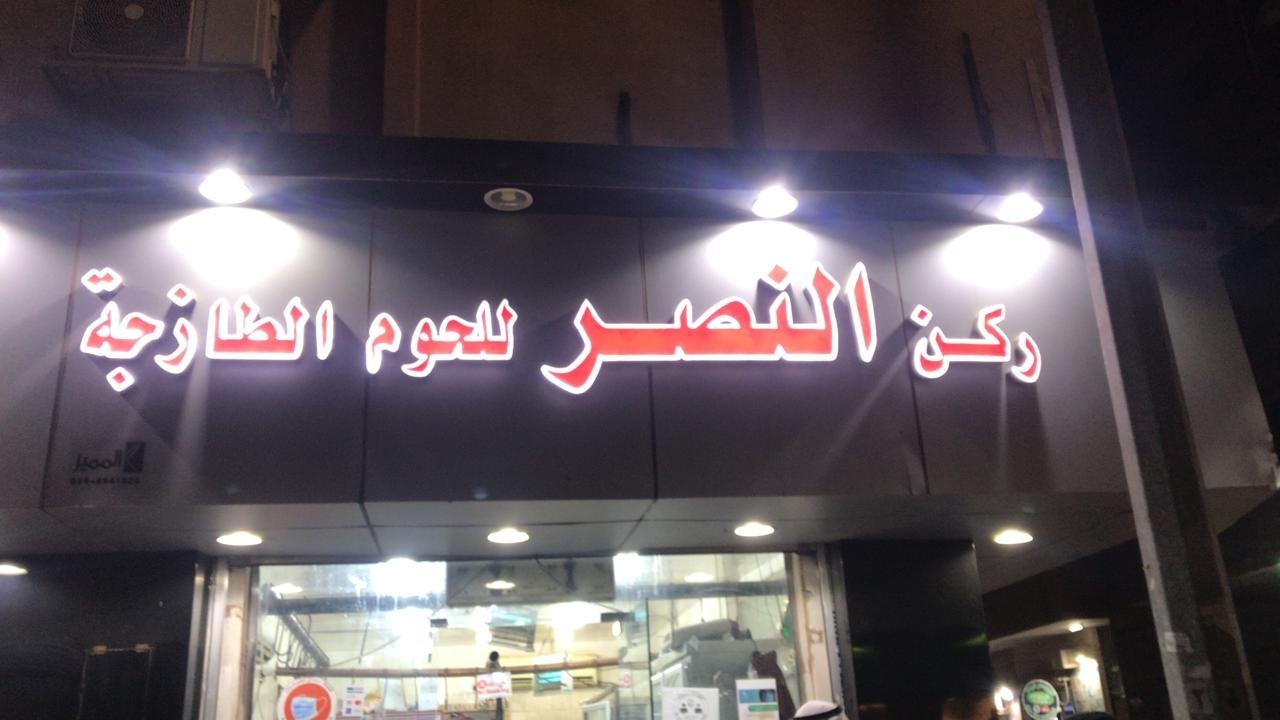 ركن النصر للحوم الطازجة
المميز